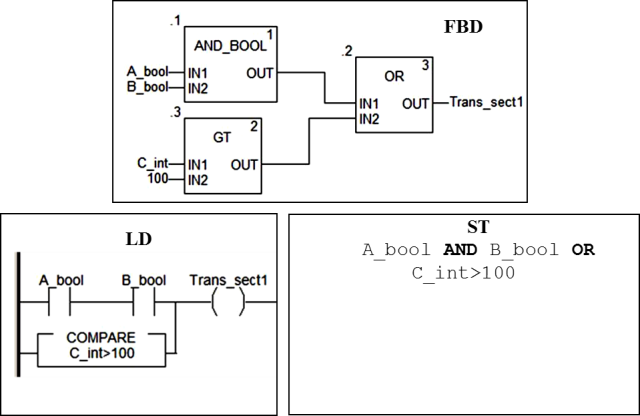 FBD
.1
AND_BOOL 1
A_bool IN1 OUT
B_bool IN2
.2
OR 3
IN1 OUT Trans_sect1
IN2
.3
GT 2
C_int IN1 OUT
100 IN2
LD
A_bool B_bool Trans_sect1
COMPARE
C_int>100
ST
A_bool AND B_bool OR
C_int>100